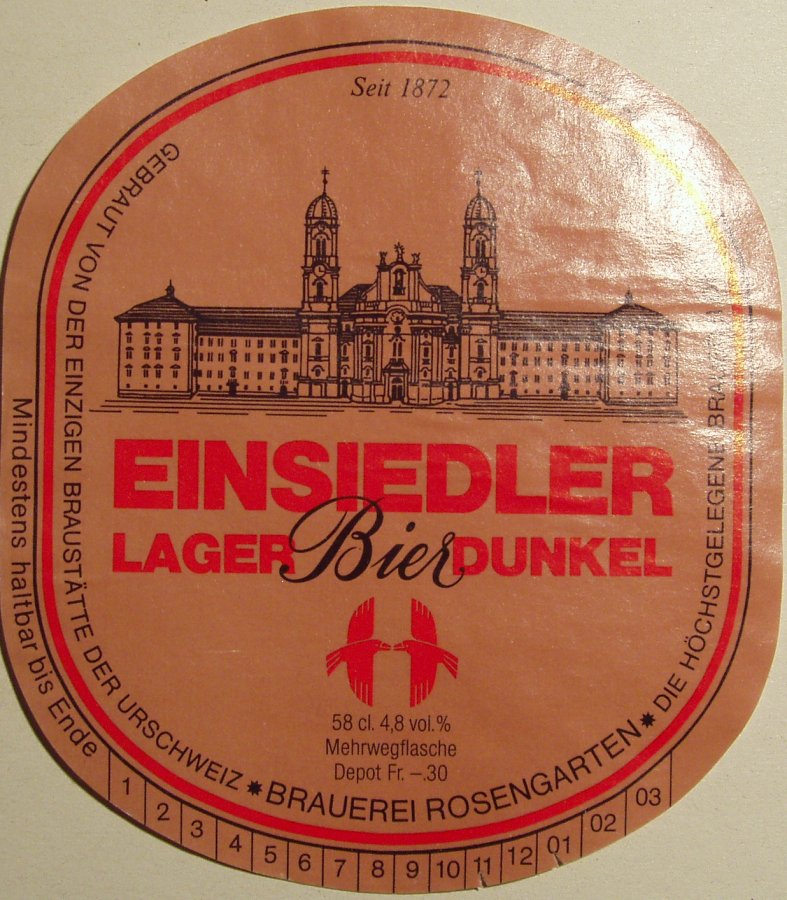 Seit 1872
GEBRAUT VON DER EINZIGEN BRAUSTÄTTE DER URSCHWEIZ * BRAUEREI ROSENGARTEN * DIE HÖCHSTGELEGENE
EINSIEDLER
LAGER Bier DUNKEL
58 cl. 4,8 vol.%
Mehrwegflasche
Depot Fr. –.30
Mindestens haltbar bis Ende
1 2 3 4 5 6 7 8 9 10 11 12 01 02 03